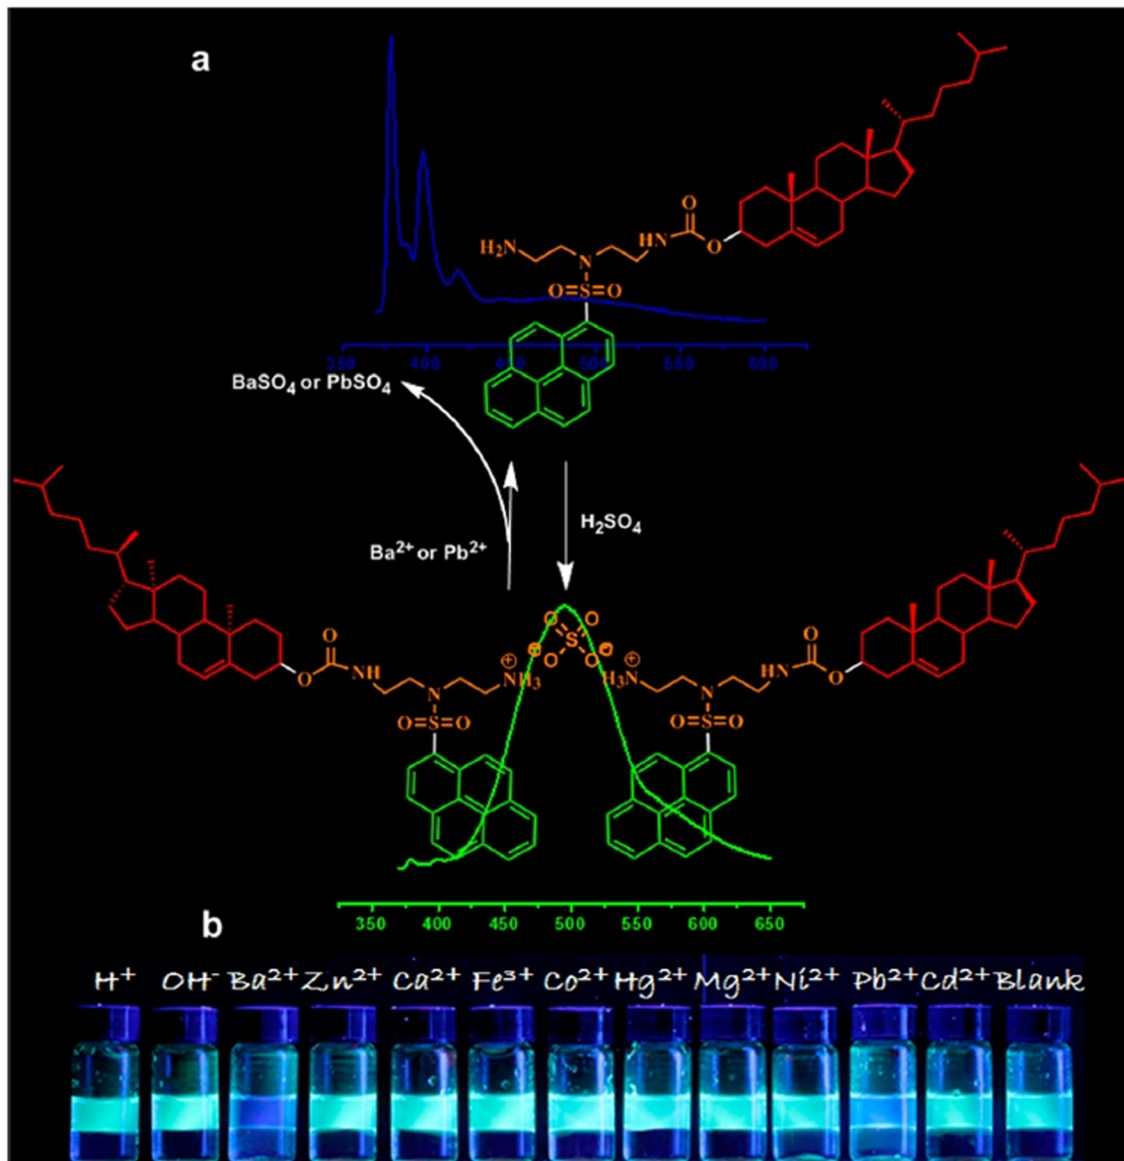 a
O
H₂N
HN
N
O
O=S=O
350 400 450 500 550 600
BaSO₄ or PbSO₄
H₂SO₄
Ba²⁺ or Pb²⁺
O O
S
O O
O
O
NH
N
⊕
NH₃
O=S=O
⊕
H₃N
N
HN
O
O
O=S=O
350 400 450 500 550 600 650
b
H⁺ OH⁻ Ba²⁺ Zn²⁺ Ca²⁺ Fe³⁺ Co²⁺ Hg²⁺ Mg²⁺ Ni²⁺ Pb²⁺ Cd²⁺ Blank